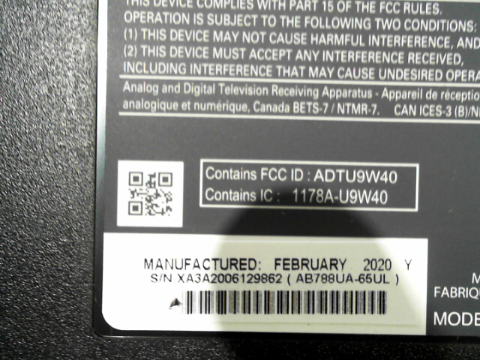 THIS DEVICE COMPLIES WITH PART 15 OF THE FCC RULES.
OPERATION IS SUBJECT TO THE FOLLOWING TWO CONDITIONS:
(1) THIS DEVICE MAY NOT CAUSE HARMFUL INTERFERENCE, AND
(2) THIS DEVICE MUST ACCEPT ANY INTERFERENCE RECEIVED,
INCLUDING INTERFERENCE THAT MAY CAUSE UNDESIRED OPERA
Analog and Digital Television Receiving Apparatus - Appareil de réception
analogique et numérique, Canada BETS-7 / NTMR-7. CAN ICES-3 (B)/N
Contains FCC ID : ADTU9W40
Contains IC : 1178A-U9W40
MANUFACTURED: FEBRUARY 2020 Y
S/N XA3A2006129862 ( AB788UA-65UL )
M
FABRIQU
MODE